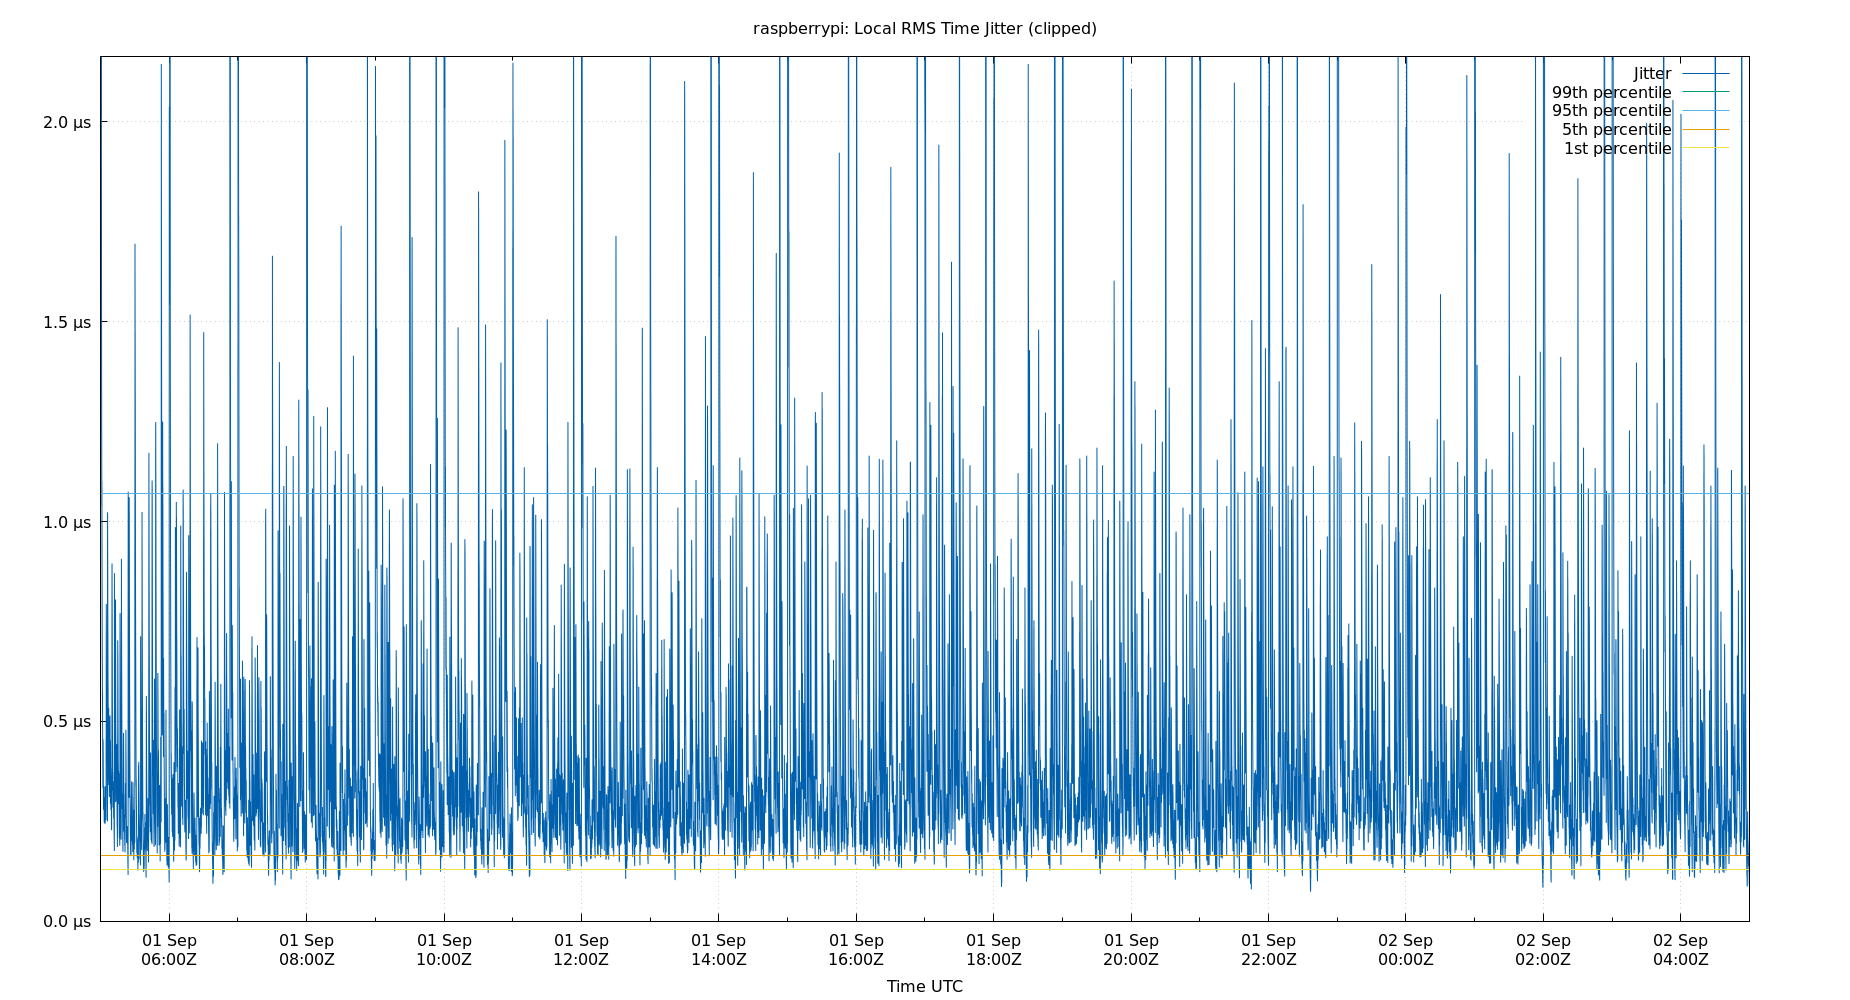 raspberrypi: Local RMS Time Jitter (clipped)
Jitter
99th percentile
95th percentile
5th percentile
1st percentile
2.0 μs
1.5 μs
1.0 μs
0.5 μs
0.0 μs
01 Sep 01 Sep 01 Sep 01 Sep 01 Sep 01 Sep 01 Sep 01 Sep 01 Sep 02 Sep 02 Sep 02 Sep
06:00Z 08:00Z 10:00Z 12:00Z 14:00Z 16:00Z 18:00Z 20:00Z 22:00Z 00:00Z 02:00Z 04:00Z
Time UTC